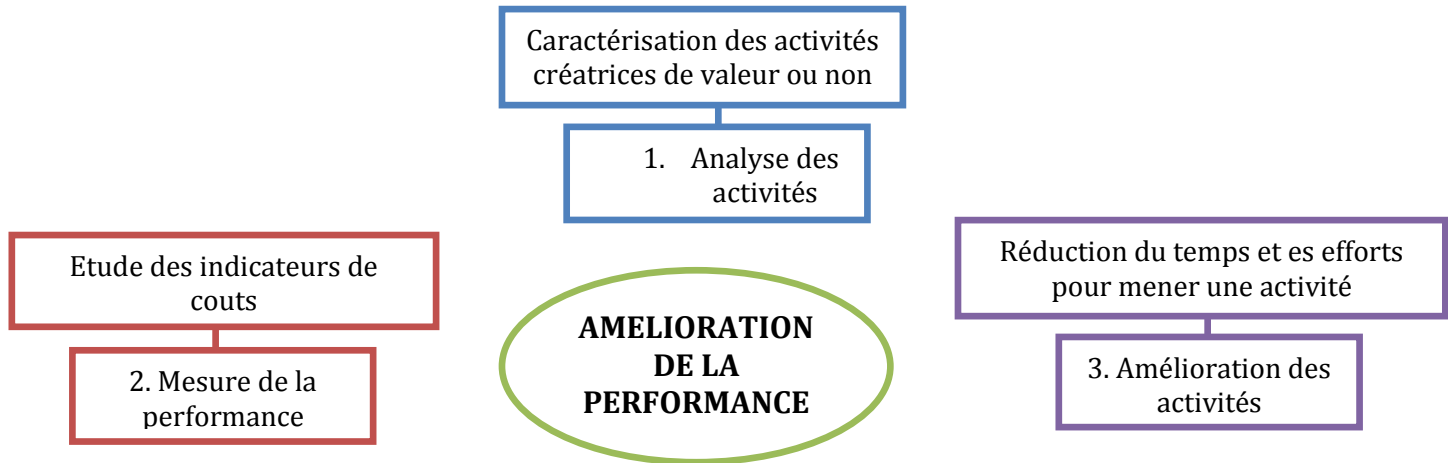 Caractérisation des activités
créatrices de valeur ou non
1. Analyse des
activités
Etude des indicateurs de
couts
2. Mesure de la
performance
AMELIORATION
DE LA
PERFORMANCE
Réduction du temps et es efforts
pour mener une activité
3. Amélioration des
activités